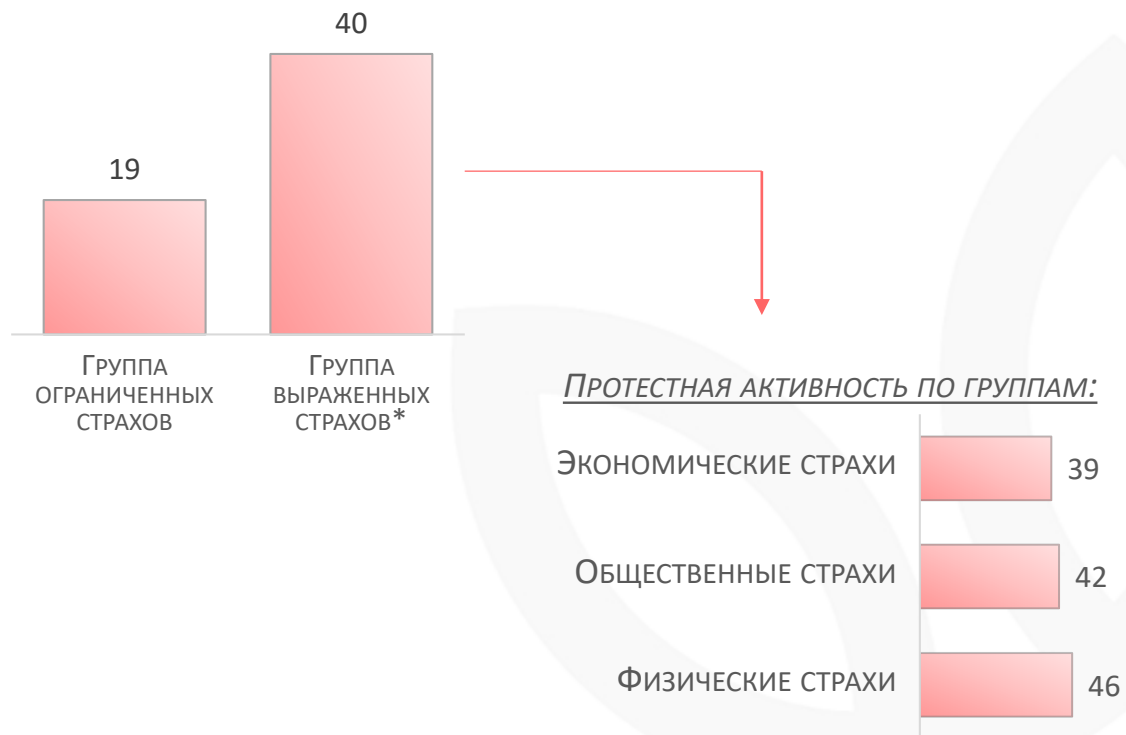 40
19
Группа
ограниченных
страхов
Группа
выраженных
страхов*
Протестная активность по группам:
Экономические страхи 39
Общественные страхи 42
Физические страхи 46